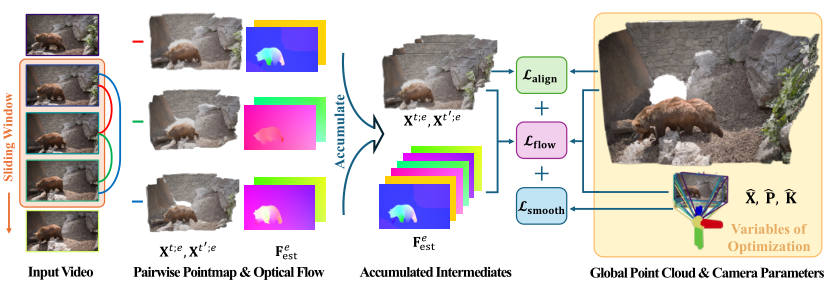 Sliding Window
Input Video
X^{t;e}, X^{t';e}
F^e_est
Pairwise Pointmap & Optical Flow
Accumulate
X^{t;e}, X^{t';e}
F^e_est
Accumulated Intermediates
ℒ_align
+
ℒ_flow
+
ℒ_smooth
X̂, P̂, K̂
Variables of
Optimization
Global Point Cloud & Camera Parameters